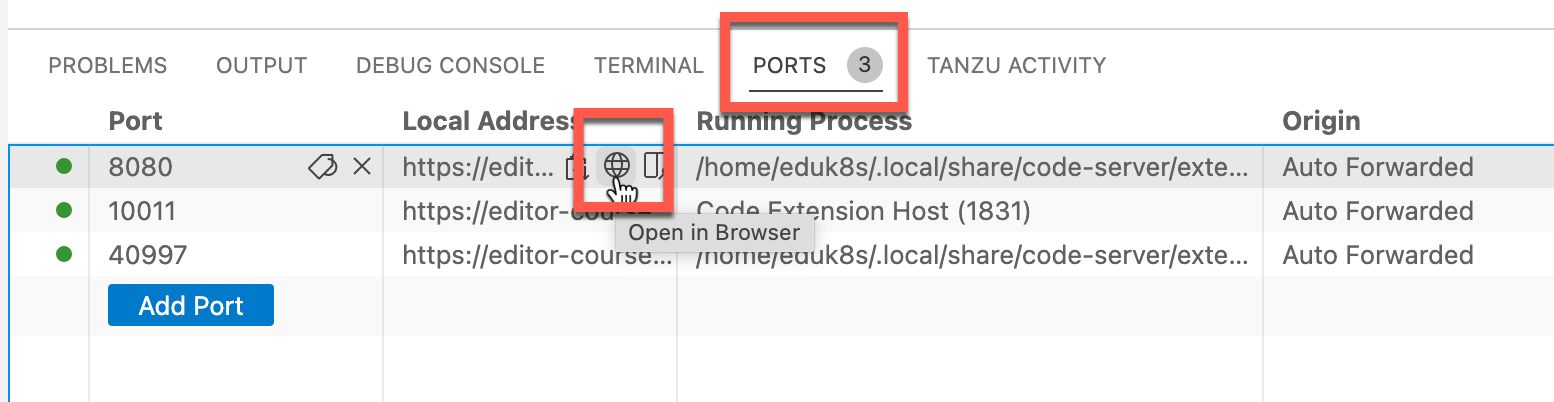 PROBLEMS OUTPUT DEBUG CONSOLE TERMINAL PORTS 3 TANZU ACTIVITY
Port Local Address Running Process Origin
8080 https://edit... /home/eduk8s/.local/share/code-server/exte... Auto Forwarded
10011 https://editor-course Code Extension Host (1831) Auto Forwarded
Open in Browser
40997 https://editor-course... /home/eduk8s/.local/share/code-server/exte... Auto Forwarded
Add Port